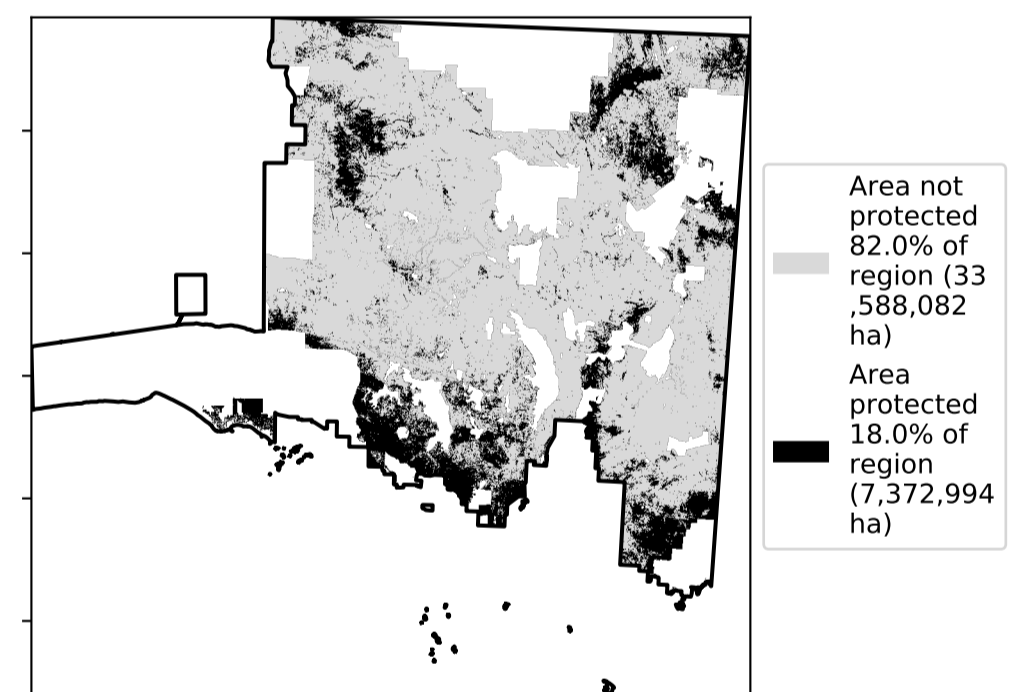 Area not
protected
82.0% of
region (33
,588,082
ha)
Area
protected
18.0% of
region
(7,372,994
ha)